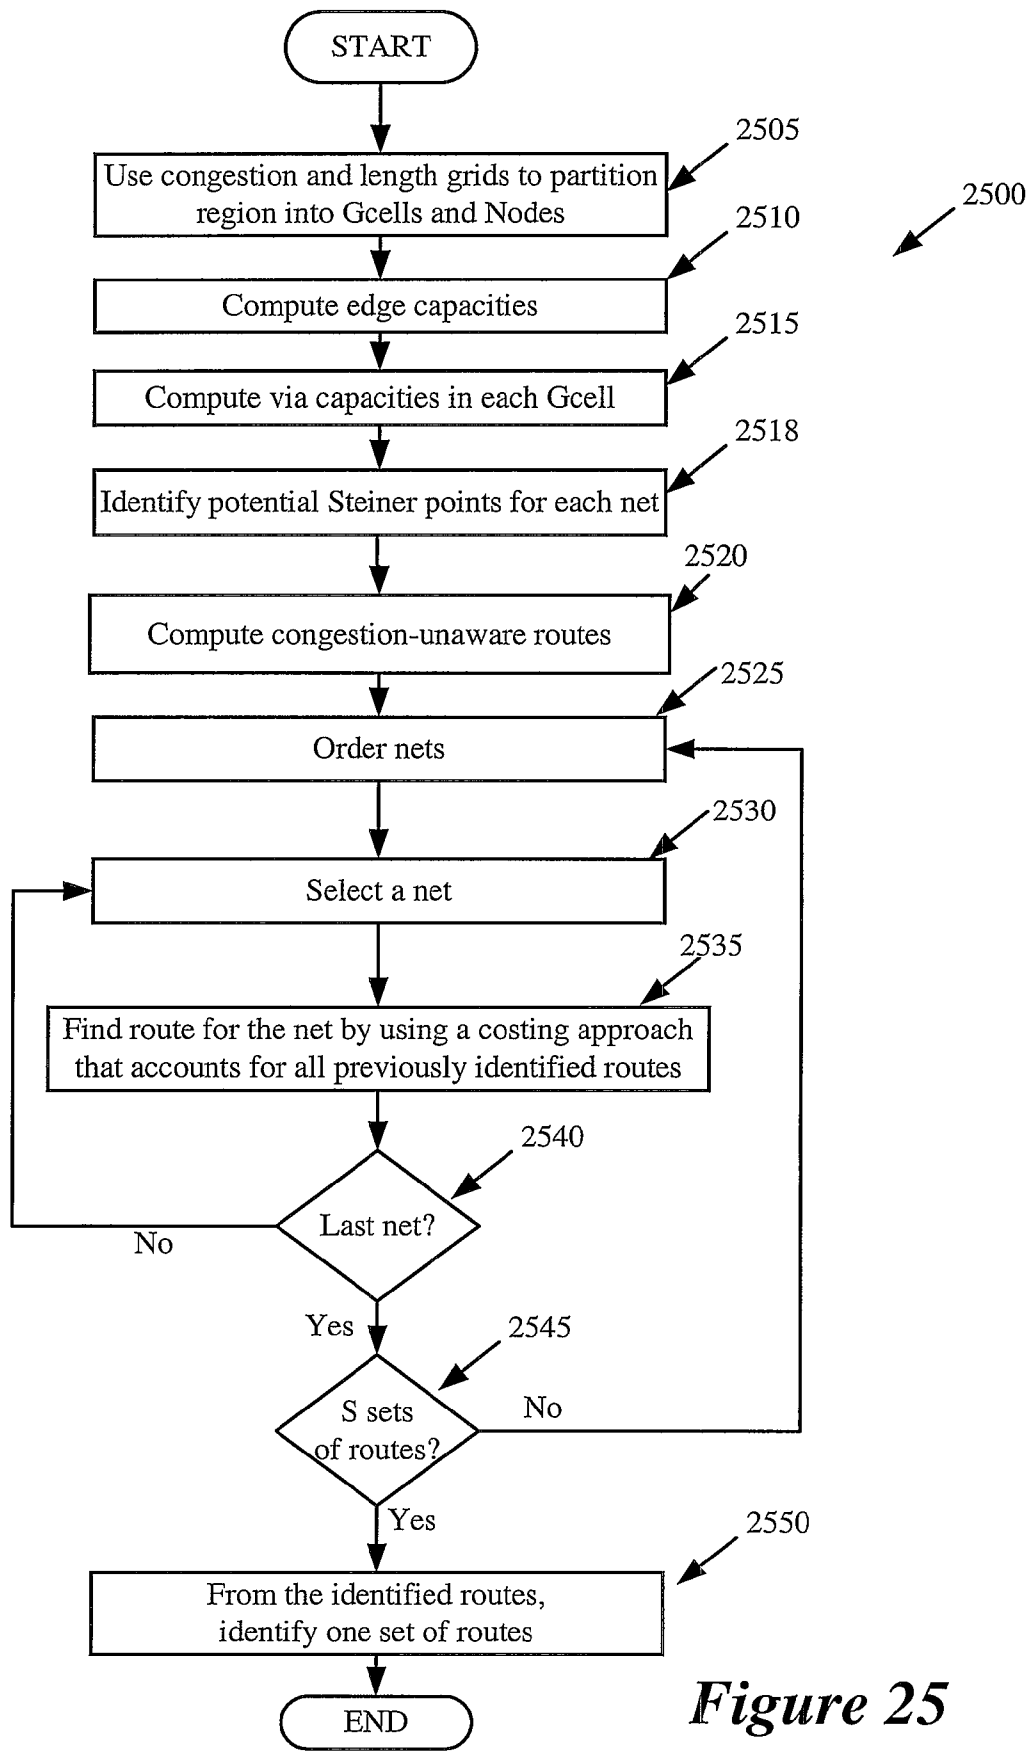 START
2505
Use congestion and length grids to partition
region into Gcells and Nodes
2500
2510
Compute edge capacities
2515
Compute via capacities in each Gcell
2518
Identify potential Steiner points for each net
2520
Compute congestion-unaware routes
2525
Order nets
2530
Select a net
2535
Find route for the net by using a costing approach
that accounts for all previously identified routes
2540
Last net?
No
Yes
2545
S sets
of routes?
No
Yes
2550
From the identified routes,
identify one set of routes
END
Figure 25